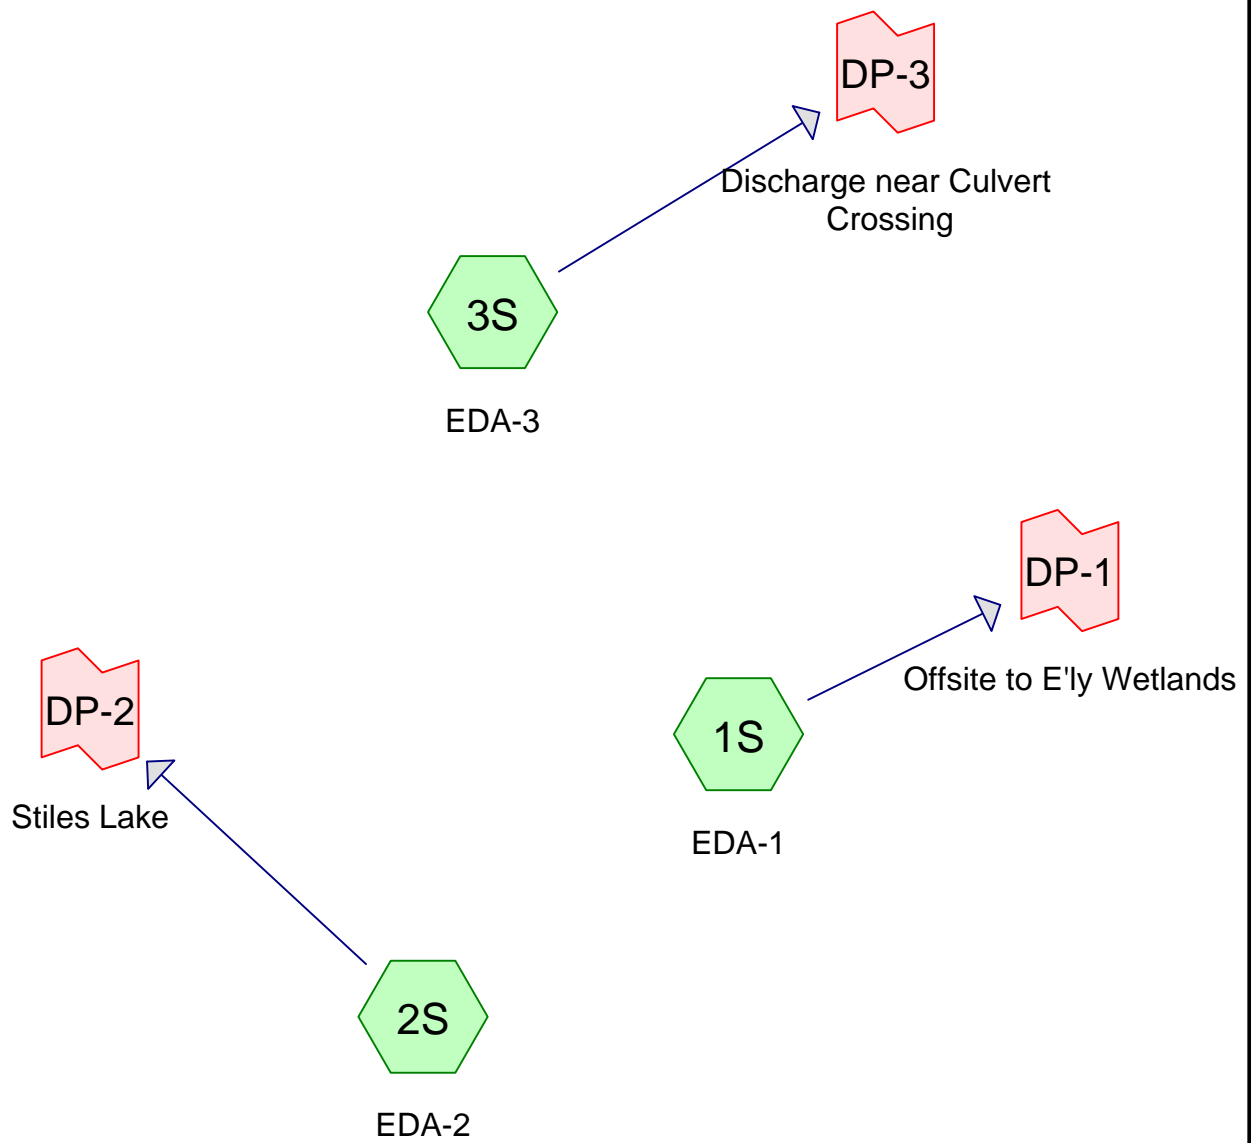 DP-3
Discharge near Culvert
Crossing
3S
EDA-3
DP-1
Offsite to E'ly Wetlands
1S
EDA-1
DP-2
Stiles Lake
2S
EDA-2